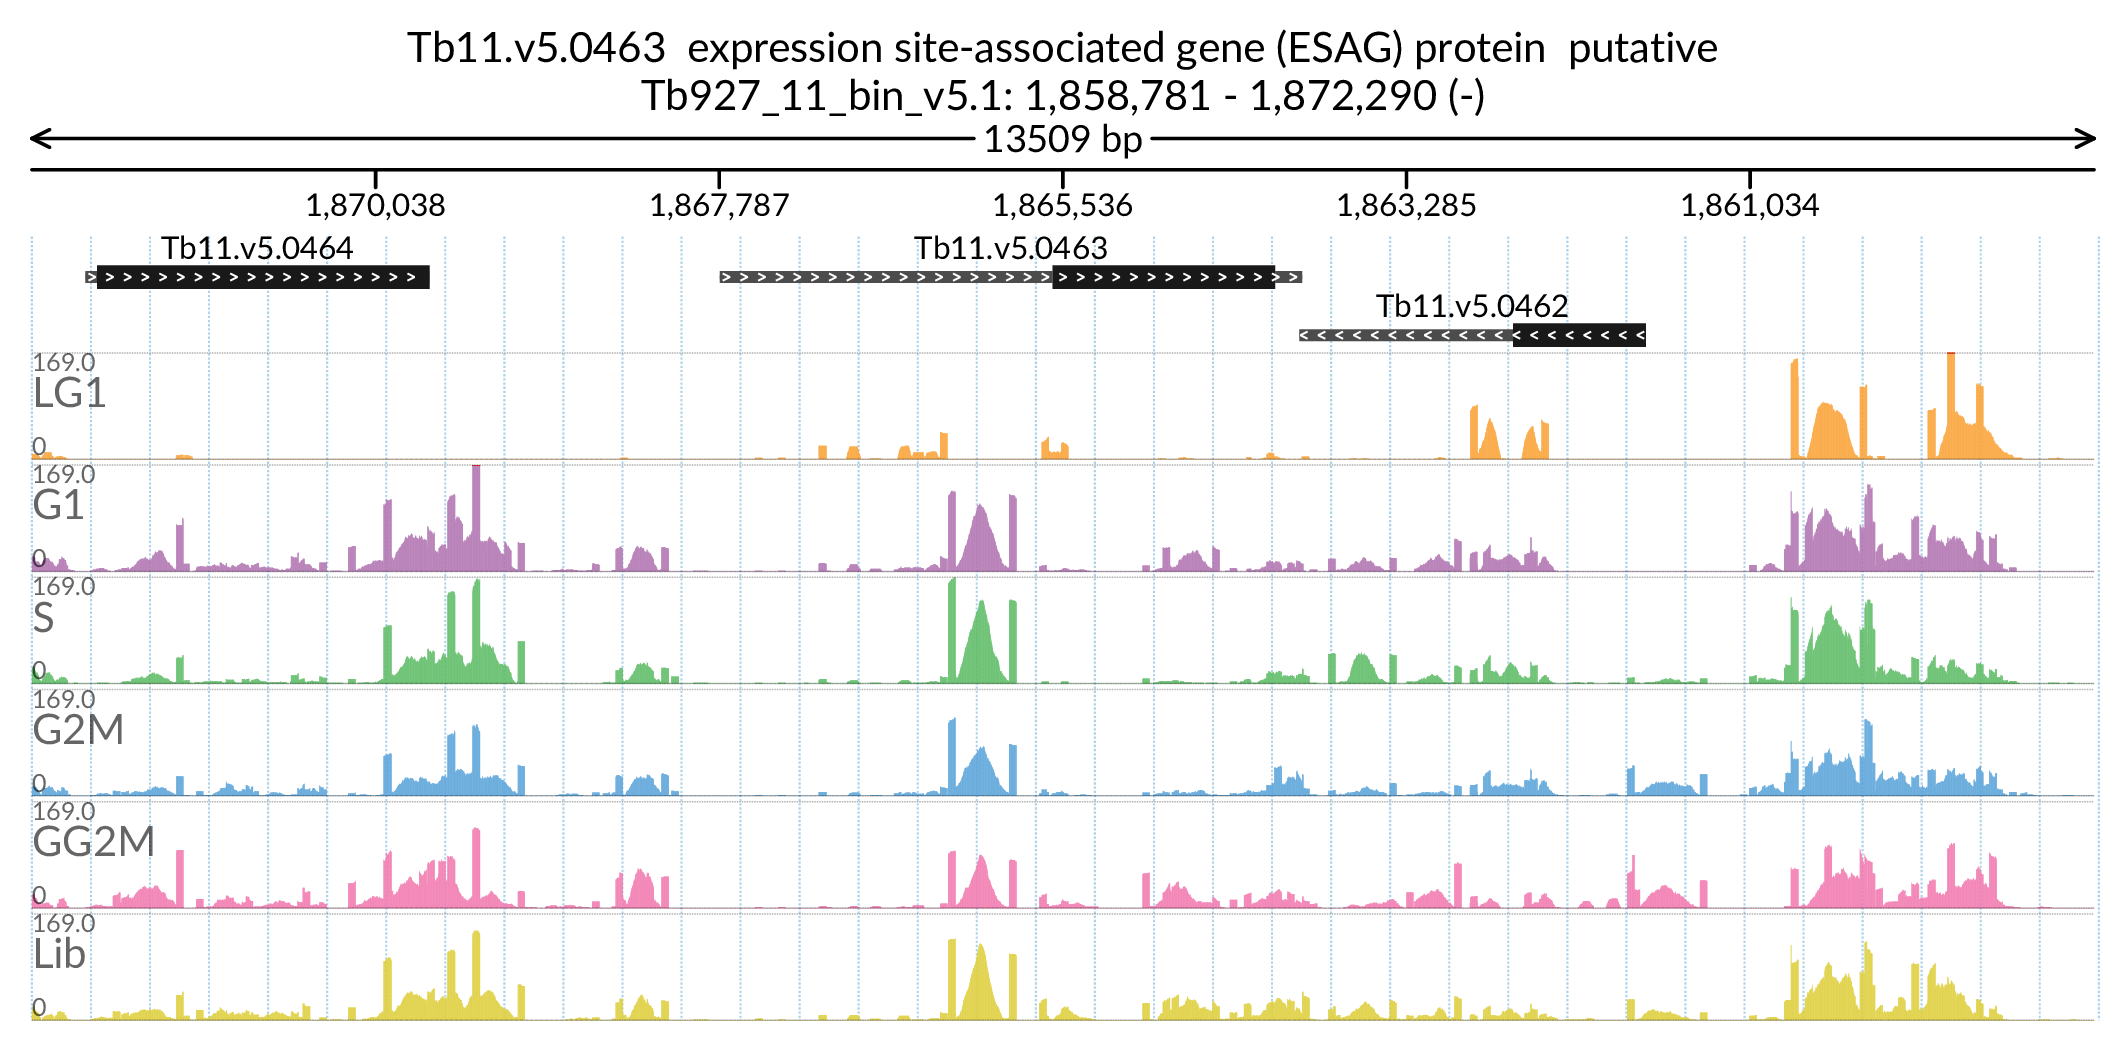 Tb11.v5.0463 expression site-associated gene (ESAG) protein putative
Tb927_11_bin_v5.1: 1,858,781 - 1,872,290 (-)
13509 bp
1,870,038 1,867,787 1,865,536 1,863,285 1,861,034
Tb11.v5.0464 Tb11.v5.0463
Tb11.v5.0462
169.0
LG1
0
169.0
G1
0
169.0
S
0
169.0
G2M
0
169.0
GG2M
0
169.0
Lib
0